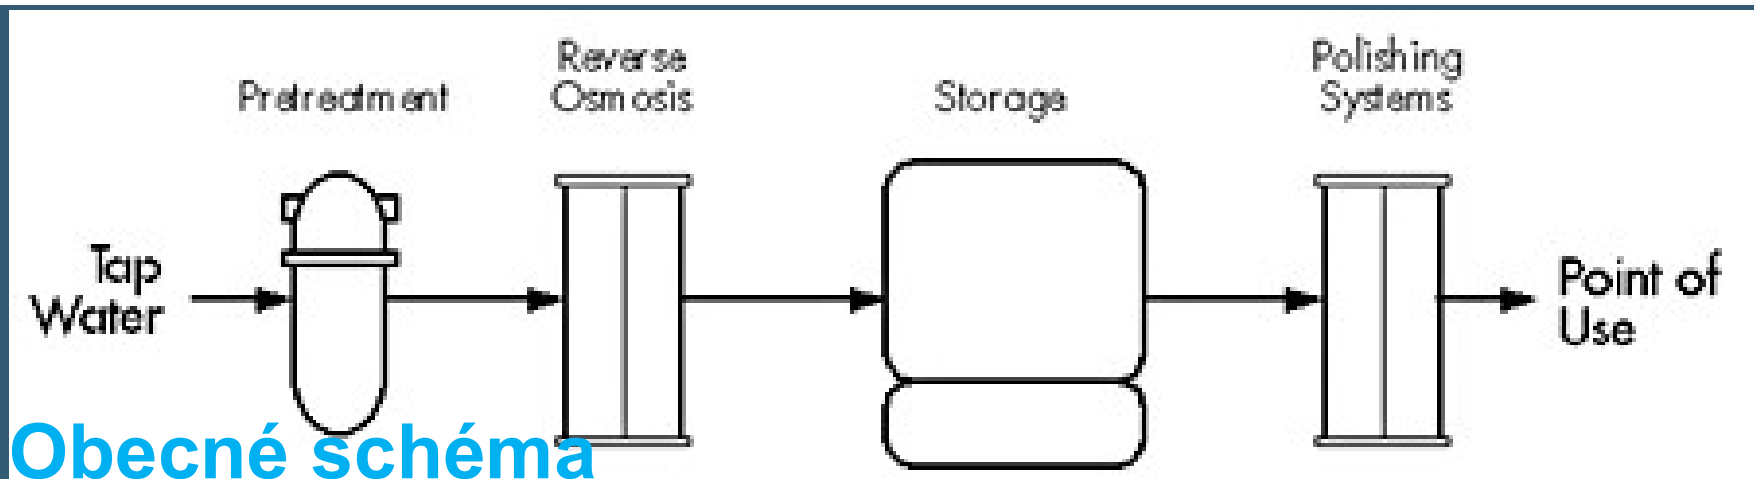 Pretreatment
Reverse
Osmosis
Storage
Polishing
Systems
Tap
Water
Point of
Use
Obecné schéma